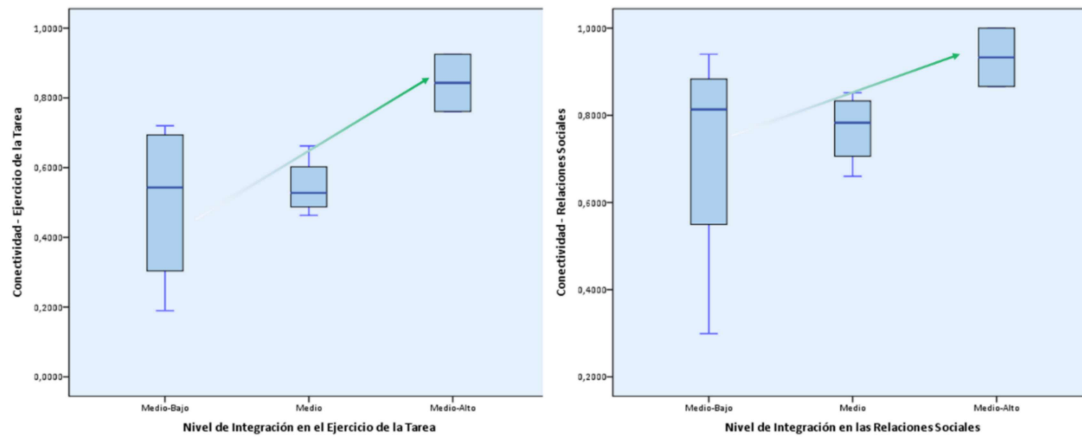 1,0000
0,8000
0,6000
0,4000
0,2000
0,0000
Conectividad - Ejercicio de la Tarea
Medio-Bajo
Medio
Medio-Alto
Nivel de Integración en el Ejercicio de la Tarea
1,0000
0,8000
0,6000
0,4000
0,2000
Conectividad - Relaciones Sociales
Medio-Bajo
Medio
Medio-Alto
Nivel de Integración en las Relaciones Sociales